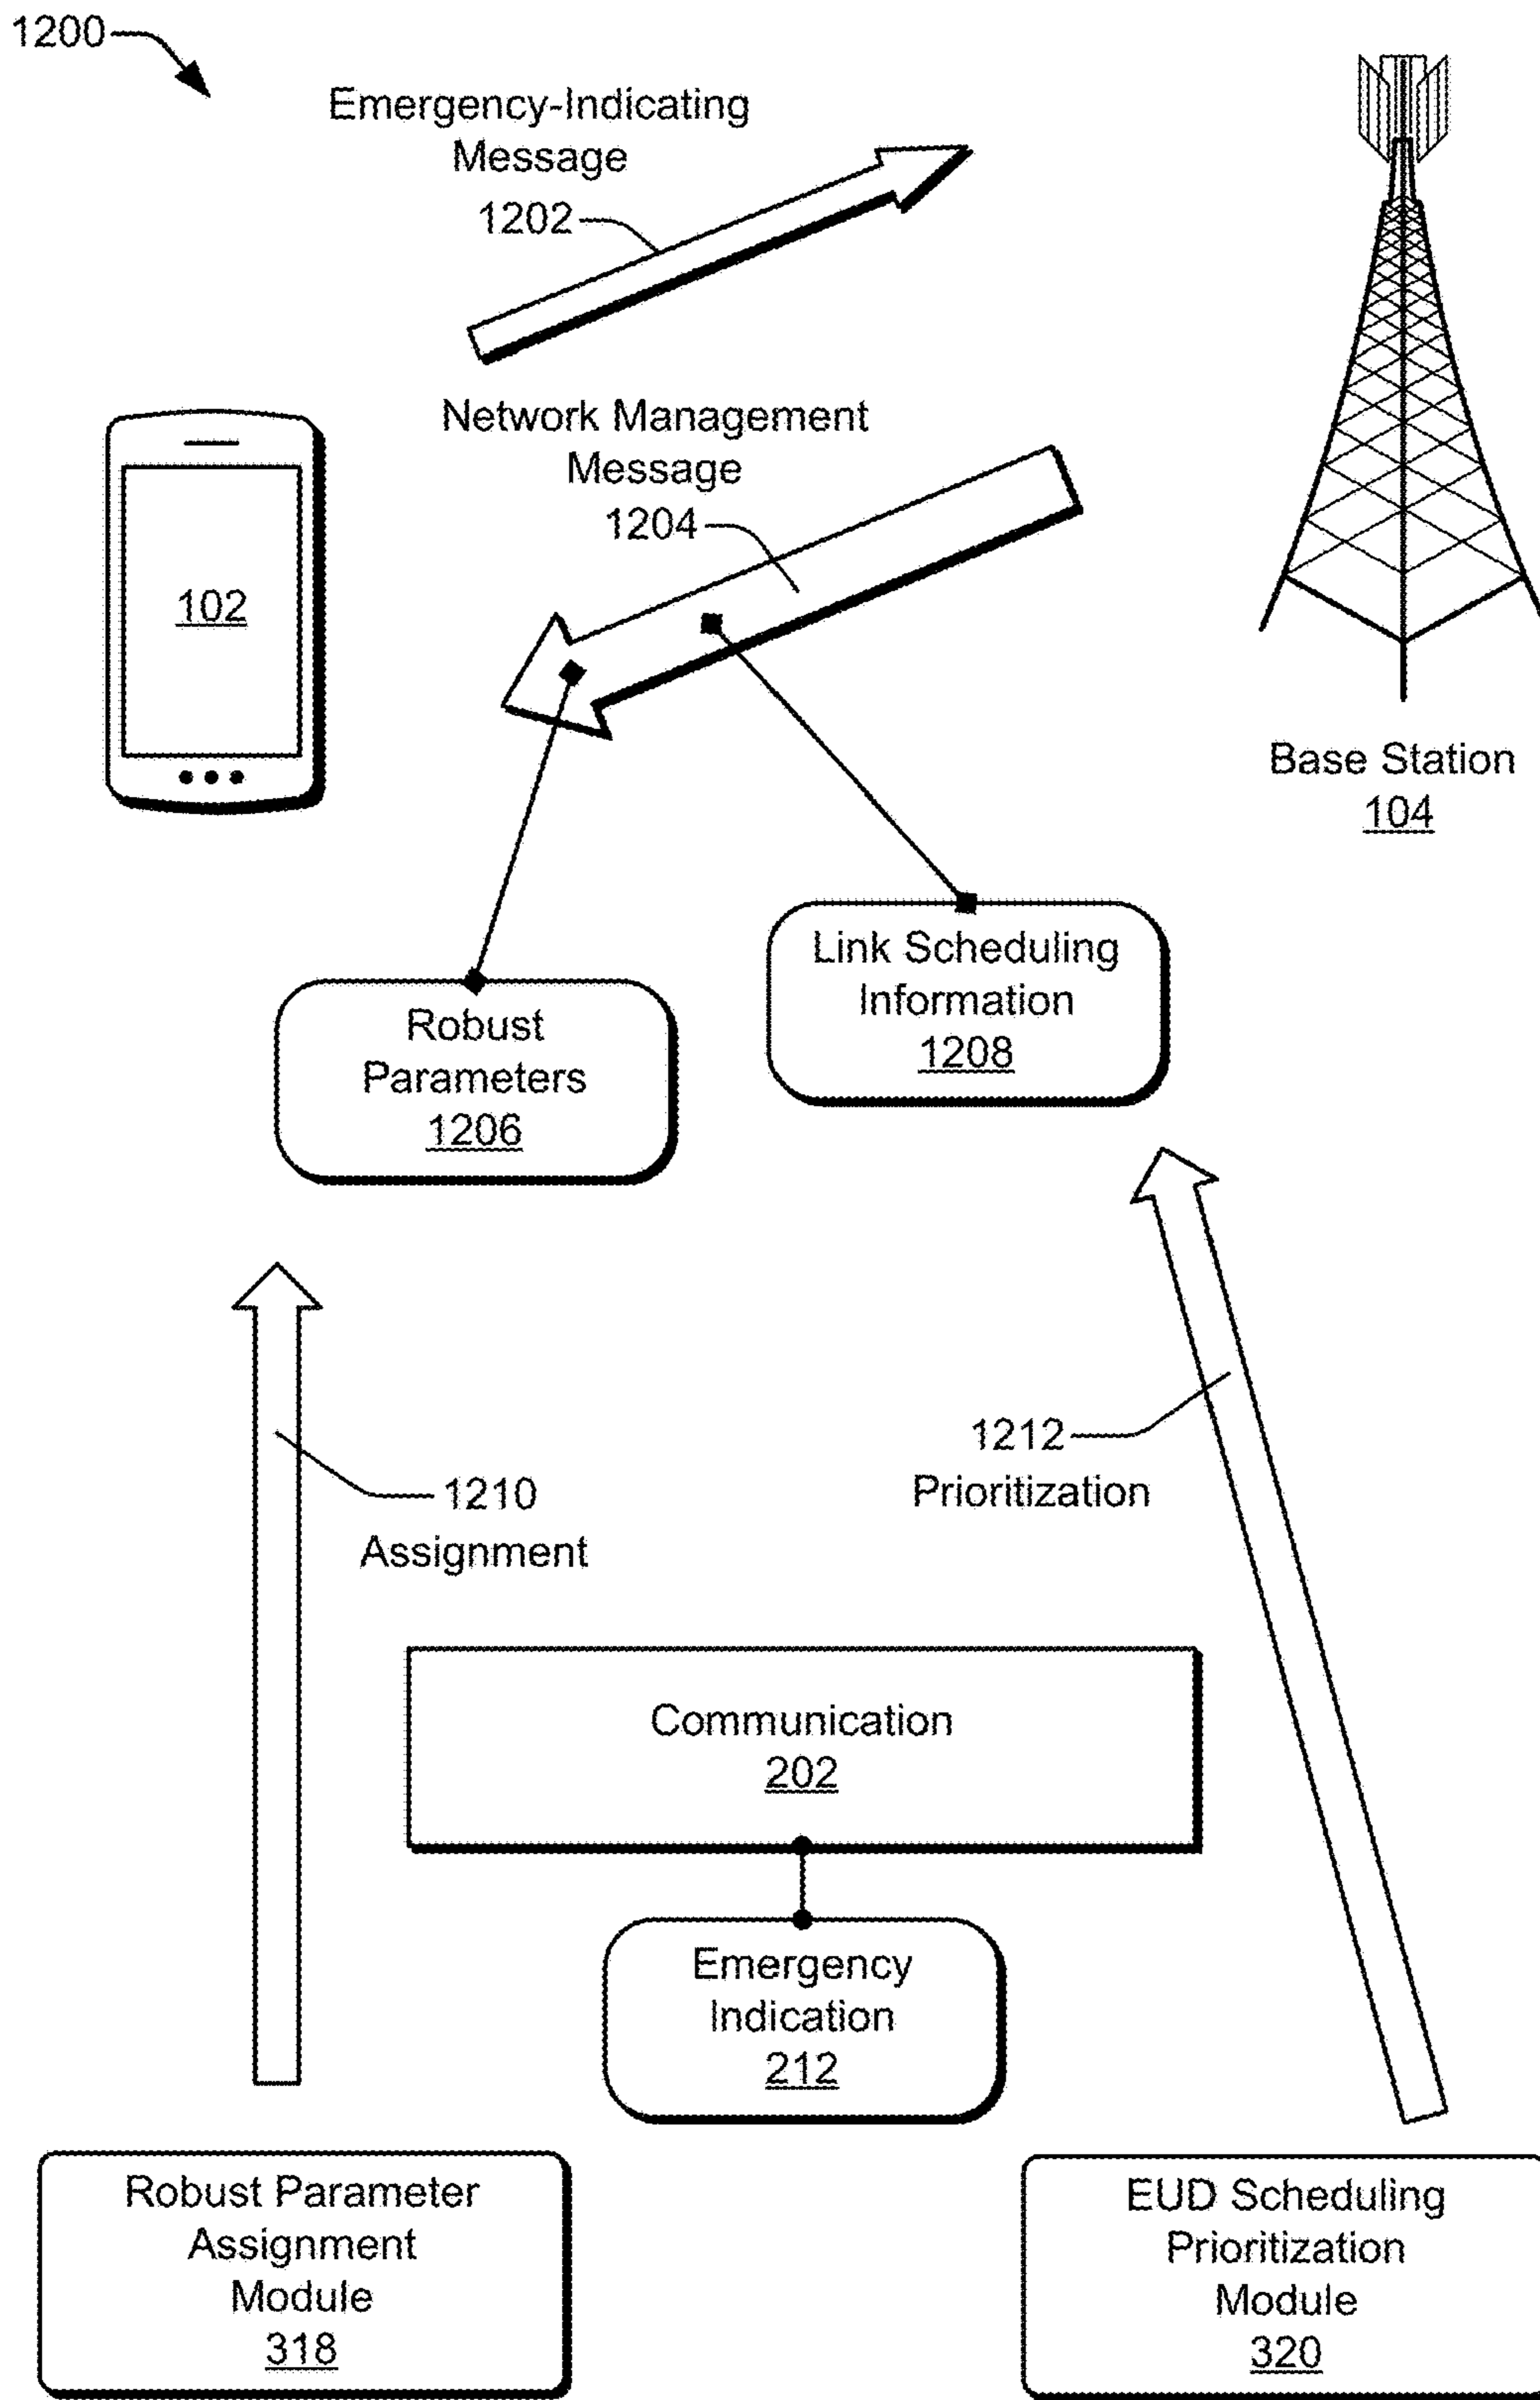 1200
Emergency-Indicating
Message
1202
Network Management
Message
1204
102
Base Station
104
Link Scheduling
Information
1208
Robust
Parameters
1206
1212
Prioritization
1210
Assignment
Communication
202
Emergency
Indication
212
Robust Parameter
Assignment
Module
318
EUD Scheduling
Prioritization
Module
320